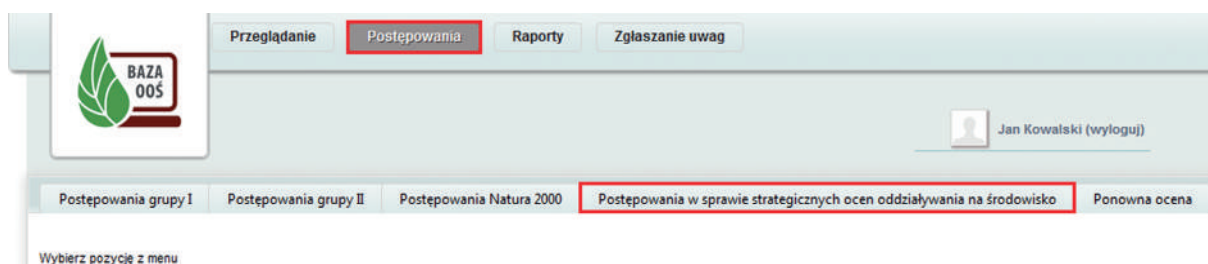 Przeglądanie Postępowania Raporty Zgłaszanie uwag
BAZA
OOŚ
Jan Kowalski (wyloguj)
Postępowania grupy I Postępowania grupy II Postępowania Natura 2000 Postępowania w sprawie strategicznych ocen oddziaływania na środowisko Ponowna ocena
Wybierz pozycję z menu